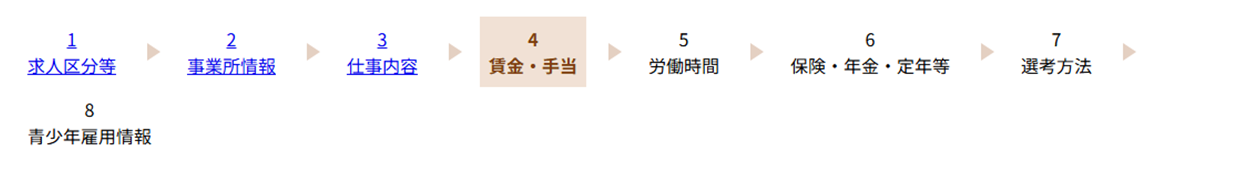 1
求人区分等
2
事業所情報
3
仕事内容
4
賃金・手当
5
労働時間
6
保険・年金・定年等
7
選考方法
8
青少年雇用情報